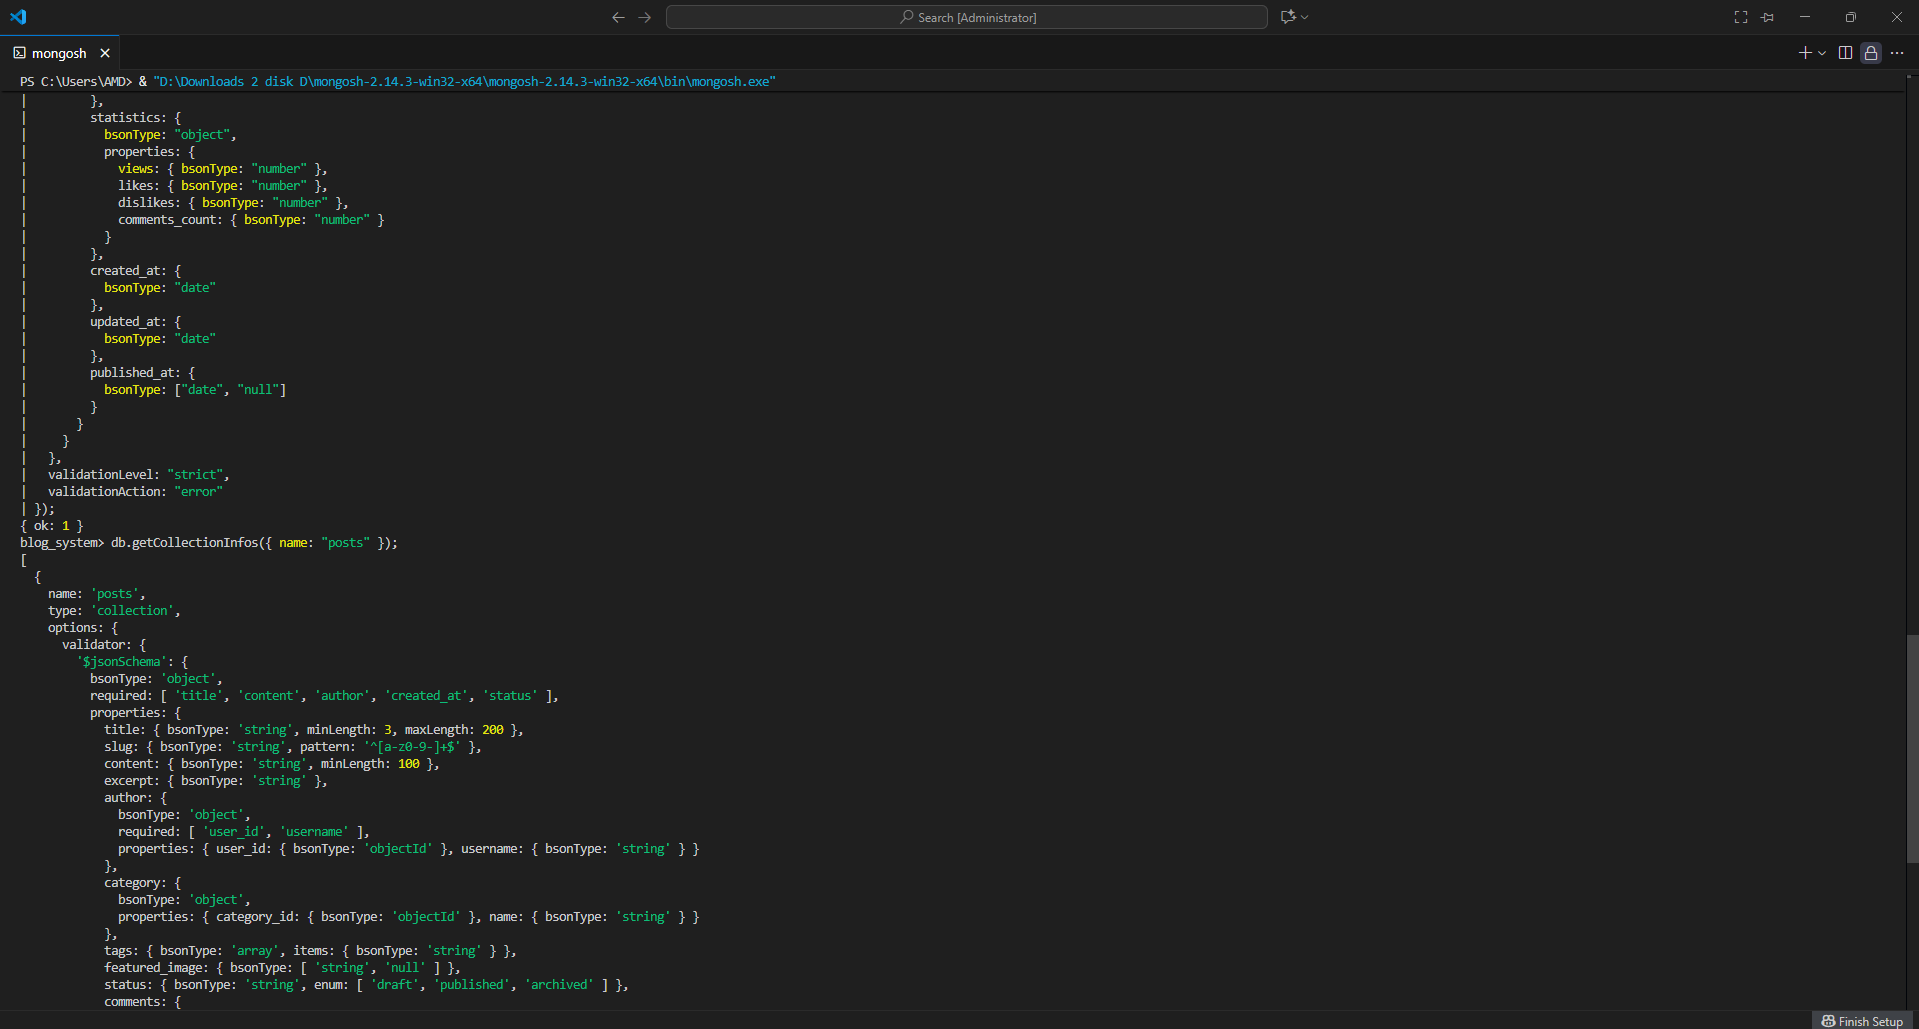 Search [Administrator]
mongosh
PS C:\Users\AMD> & "D:\Downloads 2 disk D\mongosh-2.14.3-win32-x64\mongosh-2.14.3-win32-x64\bin\mongosh.exe"
|         },
|         statistics: {
|           bsonType: "object",
|           properties: {
|             views: { bsonType: "number" },
|             likes: { bsonType: "number" },
|             dislikes: { bsonType: "number" },
|             comments_count: { bsonType: "number" }
|           }
|         },
|         created_at: {
|           bsonType: "date"
|         },
|         updated_at: {
|           bsonType: "date"
|         },
|         published_at: {
|           bsonType: ["date", "null"]
|         }
|       }
|     }
|   },
|   validationLevel: "strict",
|   validationAction: "error"
| });
{ ok: 1 }
blog_system> db.getCollectionInfos({ name: "posts" });
[
  {
    name: 'posts',
    type: 'collection',
    options: {
      validator: {
        '$jsonSchema': {
          bsonType: 'object',
          required: [ 'title', 'content', 'author', 'created_at', 'status' ],
          properties: {
            title: { bsonType: 'string', minLength: 3, maxLength: 200 },
            slug: { bsonType: 'string', pattern: '^[a-z0-9-]+$' },
            content: { bsonType: 'string', minLength: 100 },
            excerpt: { bsonType: 'string' },
            author: {
              bsonType: 'object',
              required: [ 'user_id', 'username' ],
              properties: { user_id: { bsonType: 'objectId' }, username: { bsonType: 'string' } }
            },
            category: {
              bsonType: 'object',
              properties: { category_id: { bsonType: 'objectId' }, name: { bsonType: 'string' } }
            },
            tags: { bsonType: 'array', items: { bsonType: 'string' } },
            featured_image: { bsonType: [ 'string', 'null' ] },
            status: { bsonType: 'string', enum: [ 'draft', 'published', 'archived' ] },
            comments: {
Finish Setup